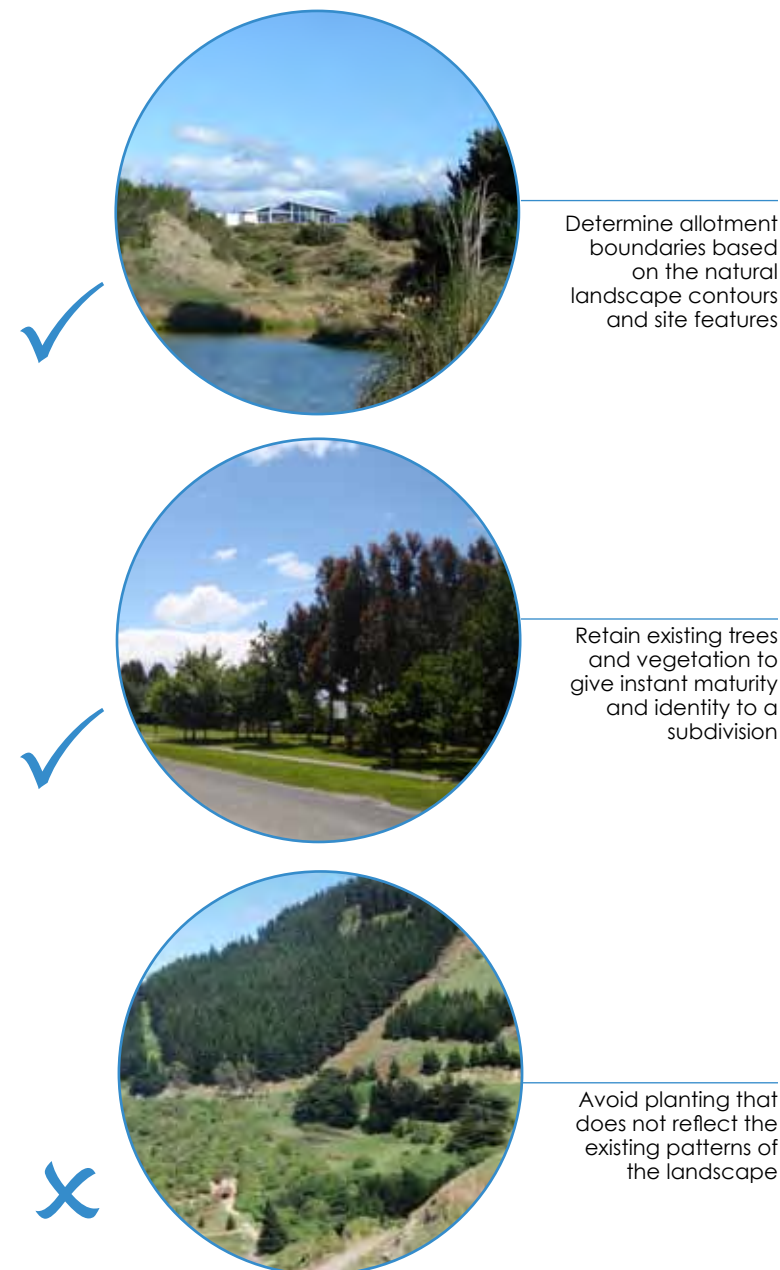 Determine allotment
boundaries based
on the natural
landscape contours
and site features
Retain existing trees
and vegetation to
give instant maturity
and identity to a
subdivision
Avoid planting that
does not reflect the
existing patterns of
the landscape